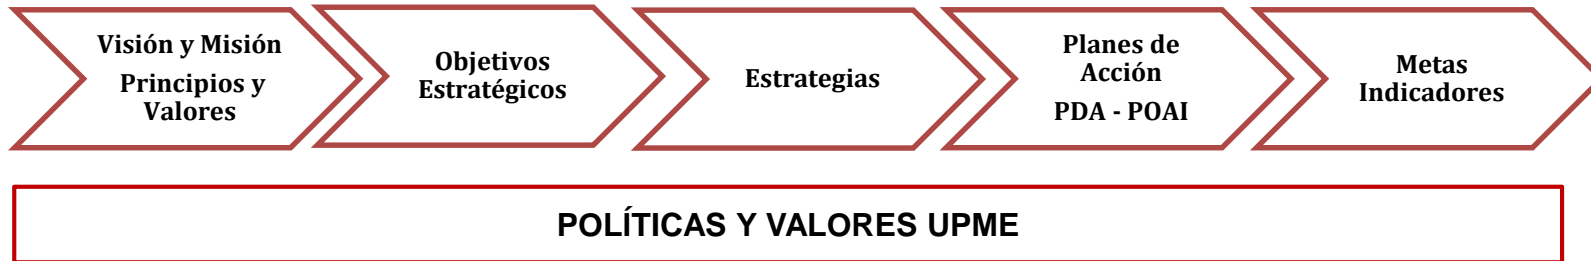 Visión y Misión
Principios y
Valores
Objetivos
Estratégicos
Estrategias
Planes de
Acción
PDA - POAI
Metas
Indicadores
POLÍTICAS Y VALORES UPME